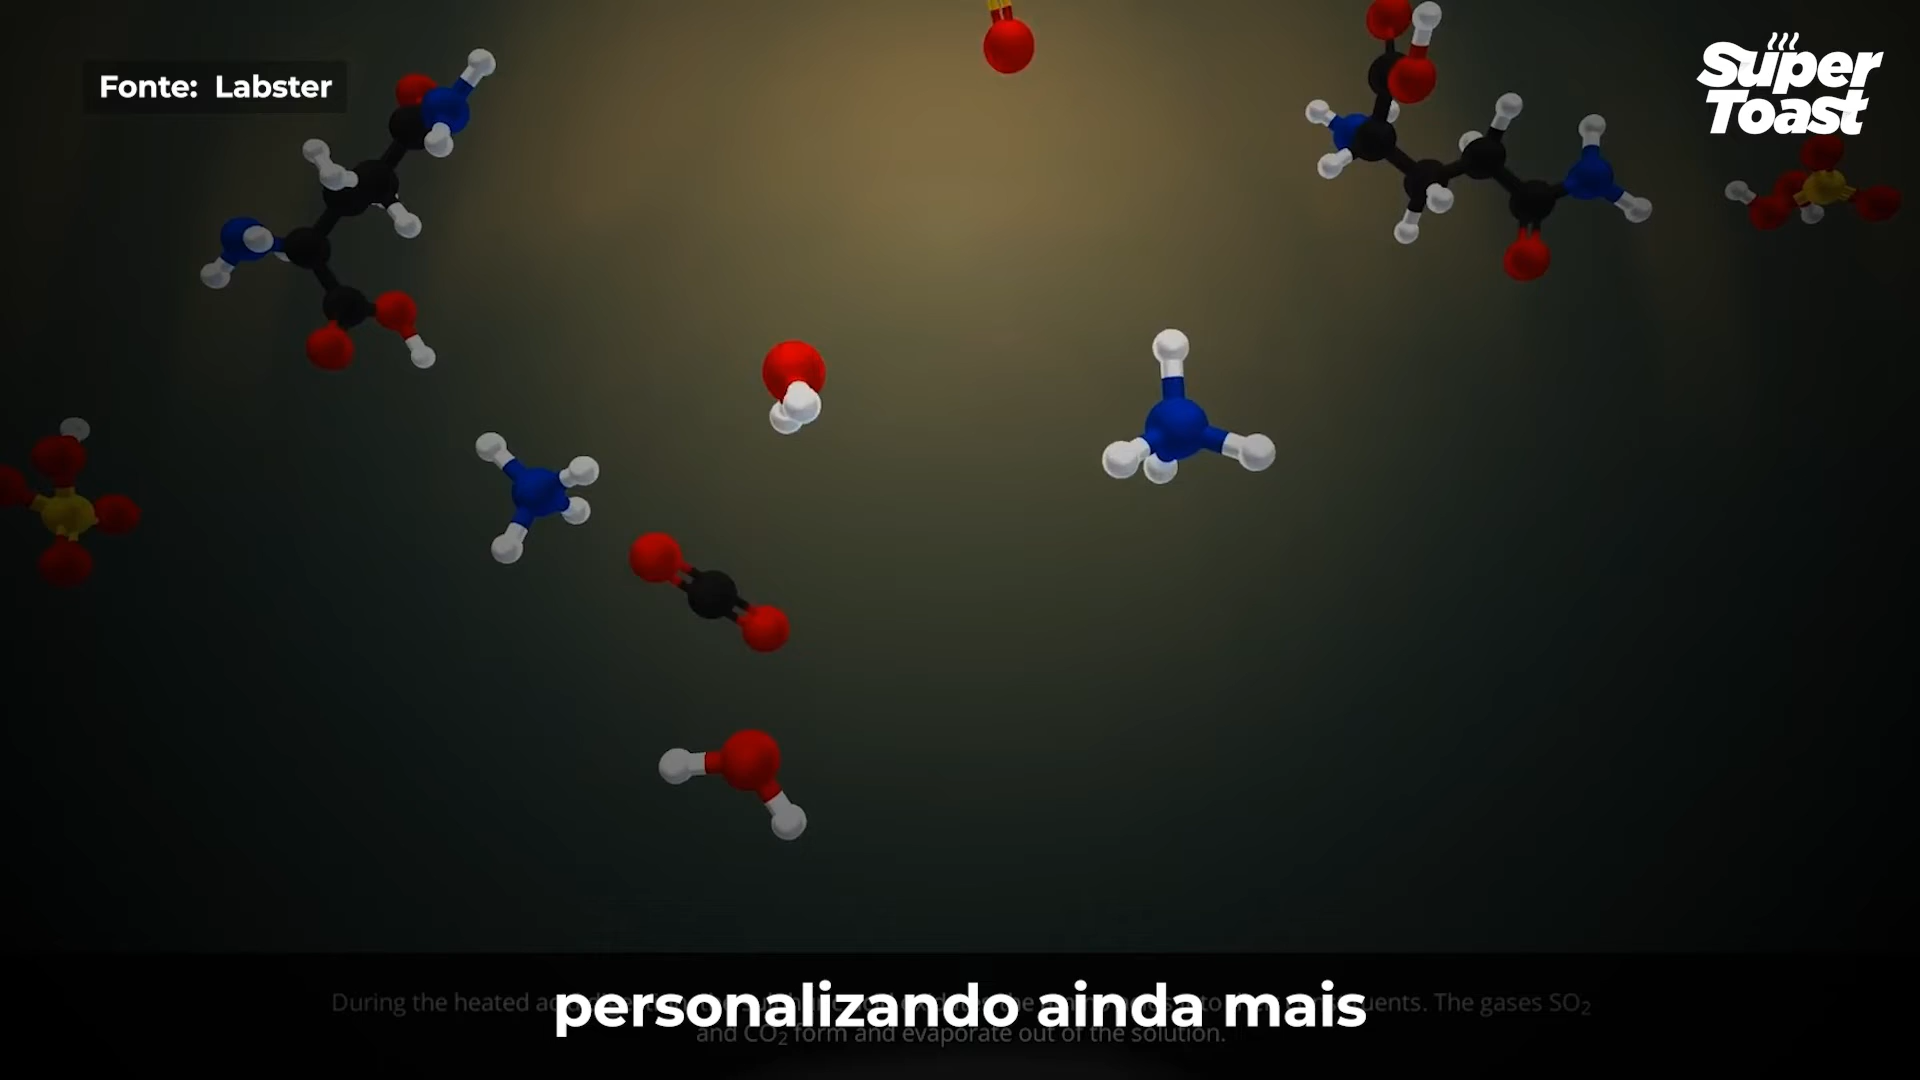 Fonte: Labster
Super
Toast
personalizando ainda mais
During the heated the gases SO₂
and CO₂ form and evaporate out of the solution.